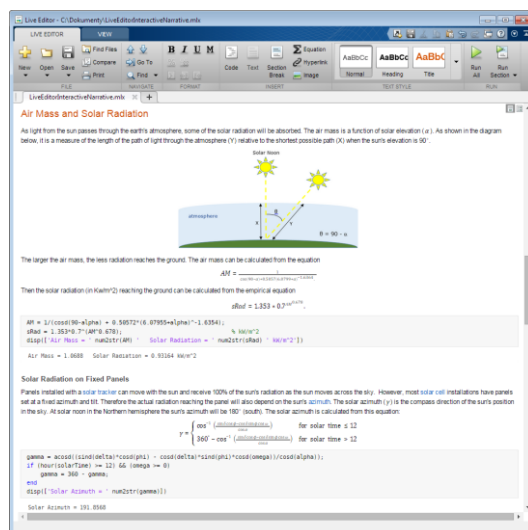 Live Editor - C:\Dokumenty\LiveEditorInteractiveNarrative.mlx
LIVE EDITOR VIEW
New Open Save Find Files Compare Print Go To Find B I U M Code Text Section Break Equation Hyperlink Image AaBbCc Normal AaBbCc Heading AaBbC Title Run All Run Section
FILE NAVIGATE FORMAT INSERT TEXT STYLE RUN
LiveEditorInteractiveNarrative.mlx
Air Mass and Solar Radiation
As light from the sun passes through the earth's atmosphere, some of the solar radiation will be absorbed. The air mass is a function of solar elevation (α). As shown in the diagram
below, it is a measure of the length of the path of light through the atmosphere (Y) relative to the shortest possible path (X) when the sun's elevation is 90°.
Solar Noon
atmosphere
X
θ
Y
θ = 90 - α
The larger the air mass, the less radiation reaches the ground. The air mass can be calculated from the equation
AM =
Then the solar radiation (in Kw/m^2) reaching the ground can be calculated from the empirical equation
sRad = 1.353 * 0.7
AM = 1/(cosd(90-alpha) + 0.50572*(6.07955+alpha)^-1.6354);
sRad = 1.353*0.7^(AM^0.678); % kW/m^2
disp(['Air Mass = ' num2str(AM) ' Solar Radiation = ' num2str(sRad) ' kW/m^2'])
Air Mass = 1.0688 Solar Radiation = 0.93164 kW/m^2
Solar Radiation on Fixed Panels
Panels installed with a solar tracker can move with the sun and receive 100% of the sun's radiation as the sun moves across the sky. However, most solar cell installations have panels
set at a fixed azimuth and tilt. Therefore the actual radiation reaching the panel will also depend on the sun's azimuth. The solar azimuth (γ) is the compass direction of the sun's position
in the sky. At solar noon in the Northern hemisphere the sun's azimuth will be 180° (south). The solar azimuth is calculated from this equation:
for solar time ≤ 12
γ =
for solar time > 12
gamma = acosd((sind(delta)*cosd(phi) - cosd(delta)*sind(phi)*cosd(omega))/cosd(alpha));
if (hour(solarTime) >= 12) && (omega >= 0)
gamma = 360 - gamma;
end
disp(['Solar Azimuth = ' num2str(gamma)])
Solar Azimuth = 191.8560